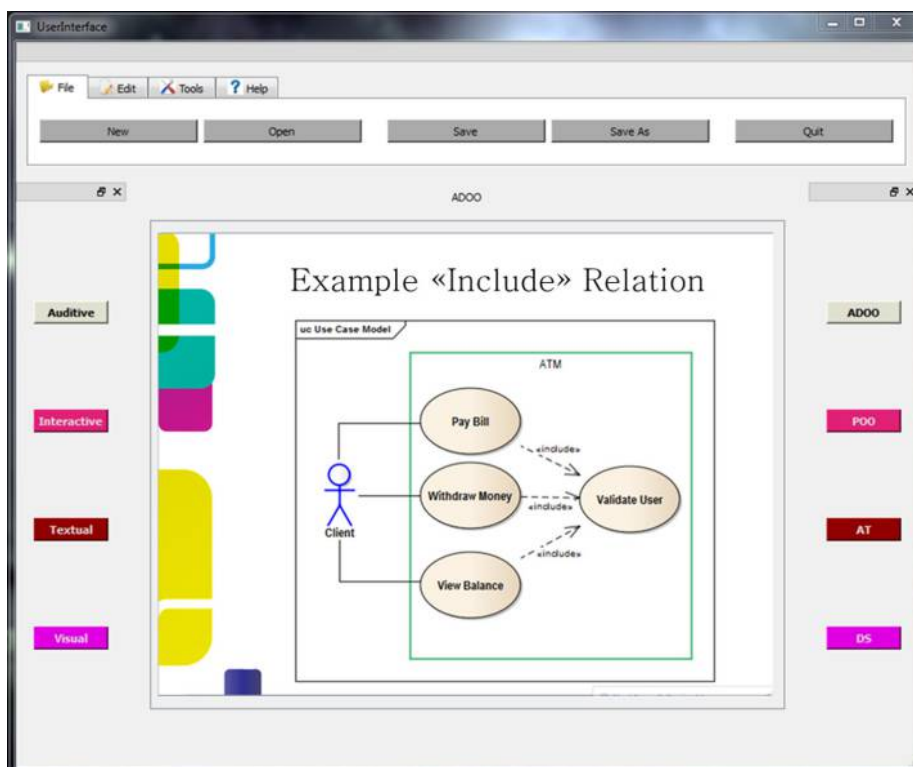 UserInterface
File Edit Tools Help
New Open Save Save As Quit
ADOO
Auditive
Interactive
Textual
Visual
Example «Include» Relation
uc Use Case Model
ATM
Pay Bill
«include»
Withdraw Money
Validate User
«include»
Client
«include»
View Balance
ADOO
POO
AT
DS